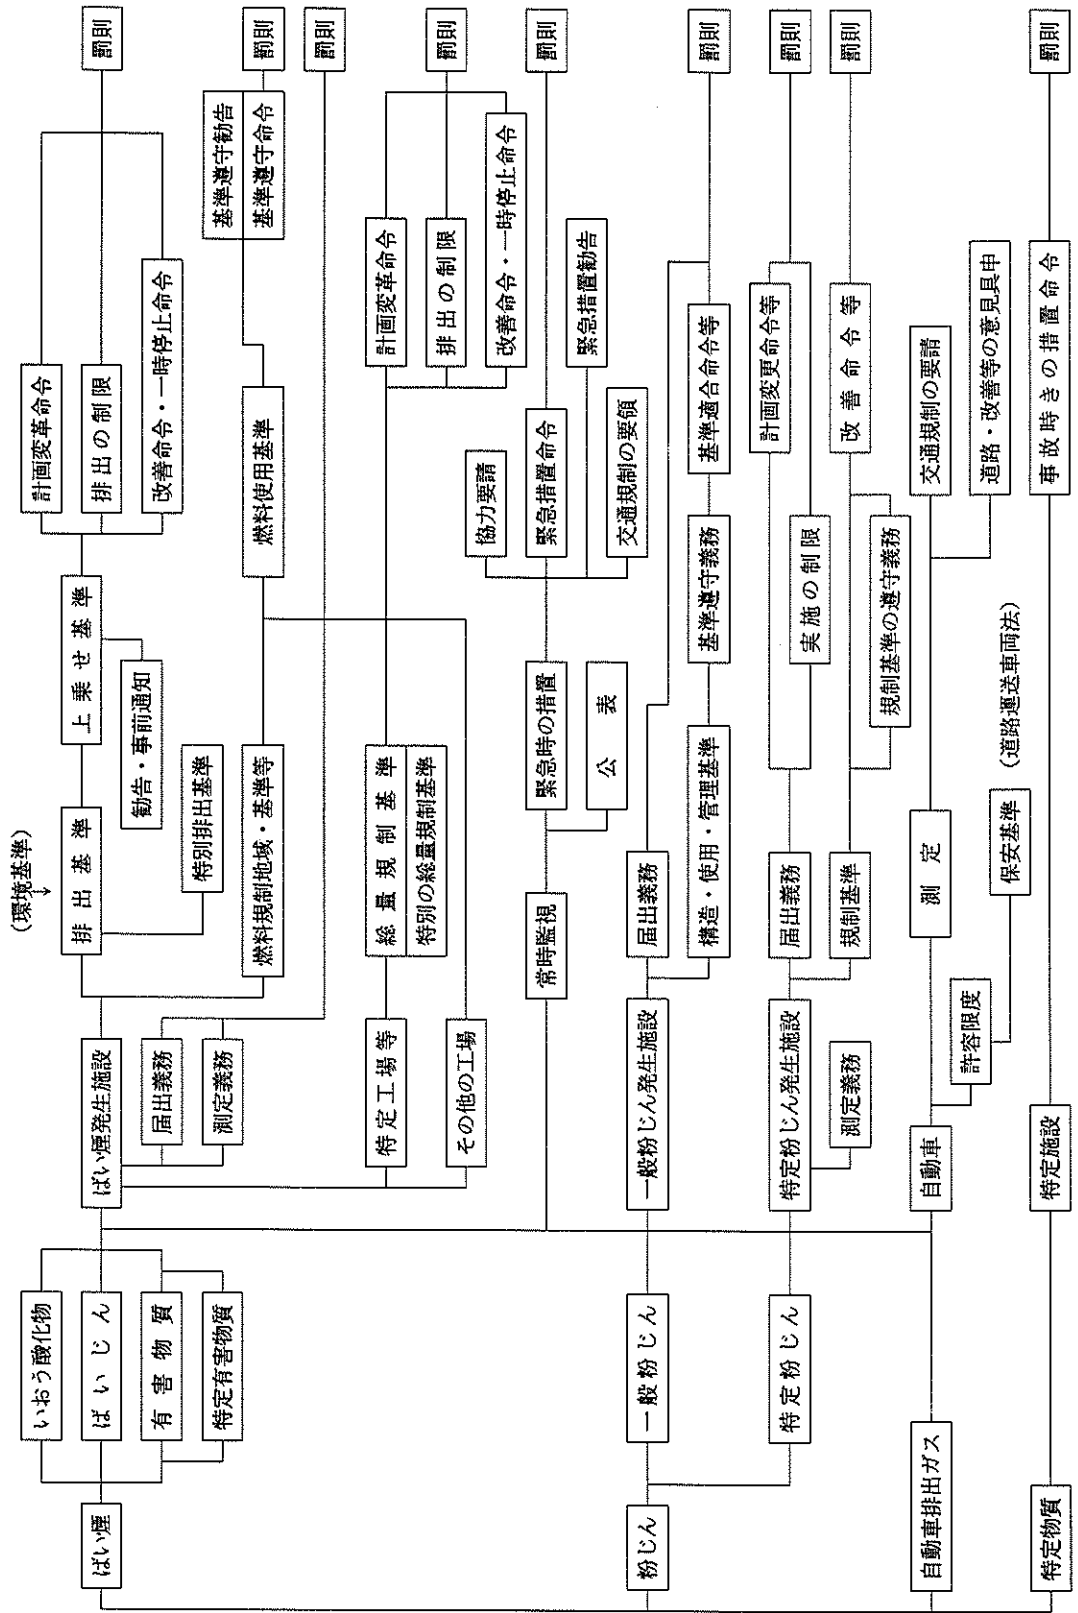 ばい煙
いおう酸化物
ばいじん
有害物質
特定有害物質
ばい煙発生施設
届出義務
測定義務
(環境基準)
↓
排出基準
特別排出基準
上乗せ基準
勧告・事前通知
計画変革命令
排出の制限
改善命令・一時停止命令
罰則
燃料規制地域・基準等
燃料使用基準
基準遵守勧告
基準遵守命令
罰則
罰則
特定工場等
総量規制基準
特別の総量規制基準
計画変革命令
排出の制限
改善命令・一時停止命令
罰則
その他の工場
常時監視
緊急時の措置
公表
協力要請
緊急措置命令
緊急措置勧告
交通規制の要領
罰則
粉じん
一般粉じん
一般粉じん発生施設
届出義務
構造・使用・管理基準
基準遵守義務
基準適合命令等
罰則
特定粉じん
特定粉じん発生施設
測定義務
届出義務
実施の制限
計画変更命令等
罰則
規制基準
規制基準の遵守義務
改善命令等
罰則
自動車排出ガス
自動車
許容限度
保安基準
(道路運送車両法)
測定
交通規制の要請
道路・改善等の意見具申
特定物質
特定施設
事故時きの措置命令
罰則